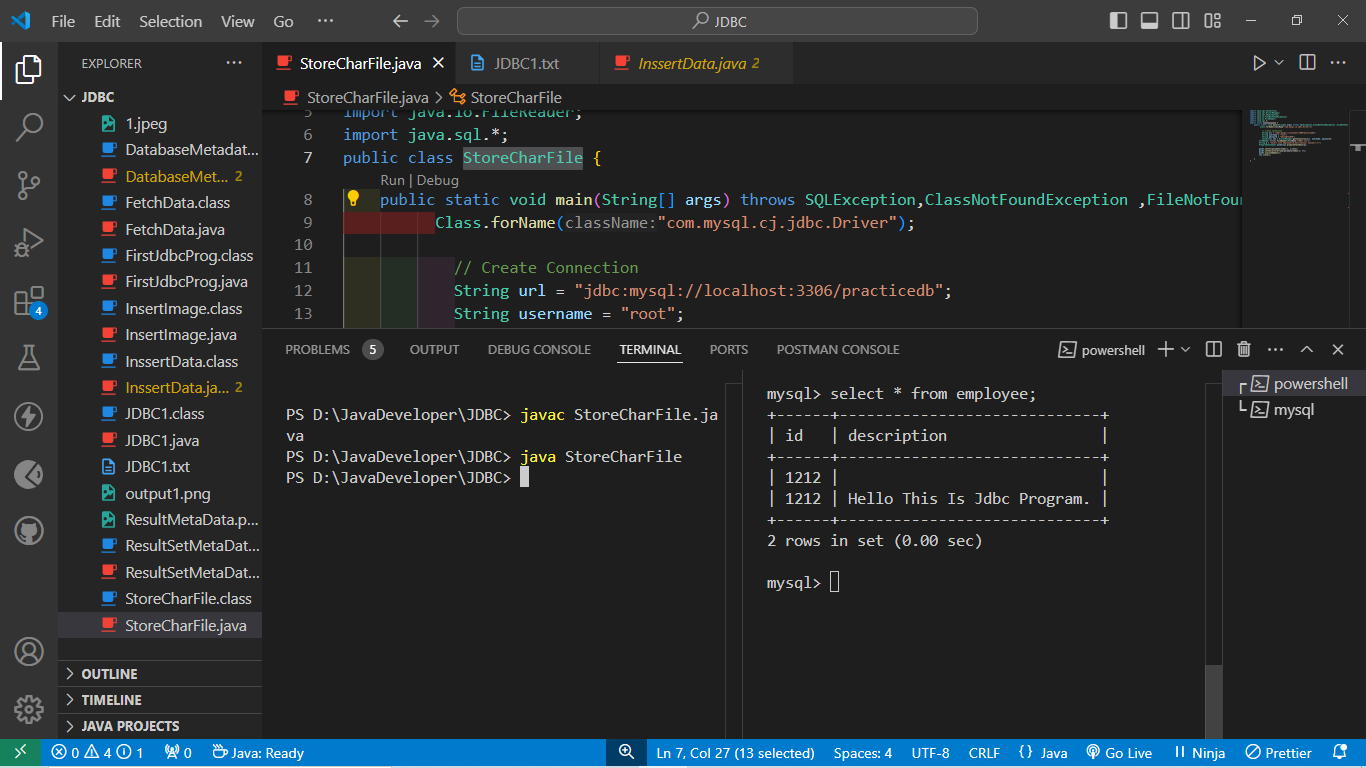 File Edit Selection View Go ··· JDBC
EXPLORER ···
JDBC
1.jpeg
DatabaseMetadat...
DatabaseMet... 2
FetchData.class
FetchData.java
FirstJdbcProg.class
FirstJdbcProg.java
InsertImage.class
InsertImage.java
InssertData.class
InssertData.ja... 2
JDBC1.class
JDBC1.java
JDBC1.txt
output1.png
ResultMetaData.p...
ResultSetMetaDat...
ResultSetMetaDat...
StoreCharFile.class
StoreCharFile.java
OUTLINE
TIMELINE
JAVA PROJECTS
4
StoreCharFile.java JDBC1.txt InssertData.java 2
StoreCharFile.java > StoreCharFile
5 import java.io.FileReader;
6 import java.sql.*;
7 public class StoreCharFile {
Run | Debug
8 public static void main(String[] args) throws SQLException,ClassNotFoundException ,FileNotFou
9 Class.forName(className:"com.mysql.cj.jdbc.Driver");
10
11 // Create Connection
12 String url = "jdbc:mysql://localhost:3306/practicedb";
13 String username = "root";
PROBLEMS 5 OUTPUT DEBUG CONSOLE TERMINAL PORTS POSTMAN CONSOLE powershell
PS D:\JavaDeveloper\JDBC> javac StoreCharFile.ja
va
PS D:\JavaDeveloper\JDBC> java StoreCharFile
PS D:\JavaDeveloper\JDBC>
mysql> select * from employee;
+------+-----------------------------+
| id   | description                 |
+------+-----------------------------+
| 1212 |                             |
| 1212 | Hello This Is Jdbc Program. |
+------+-----------------------------+
2 rows in set (0.00 sec)
mysql>
powershell
mysql
0 4 1 0 Java: Ready Ln 7, Col 27 (13 selected) Spaces: 4 UTF-8 CRLF {} Java Go Live Ninja Prettier